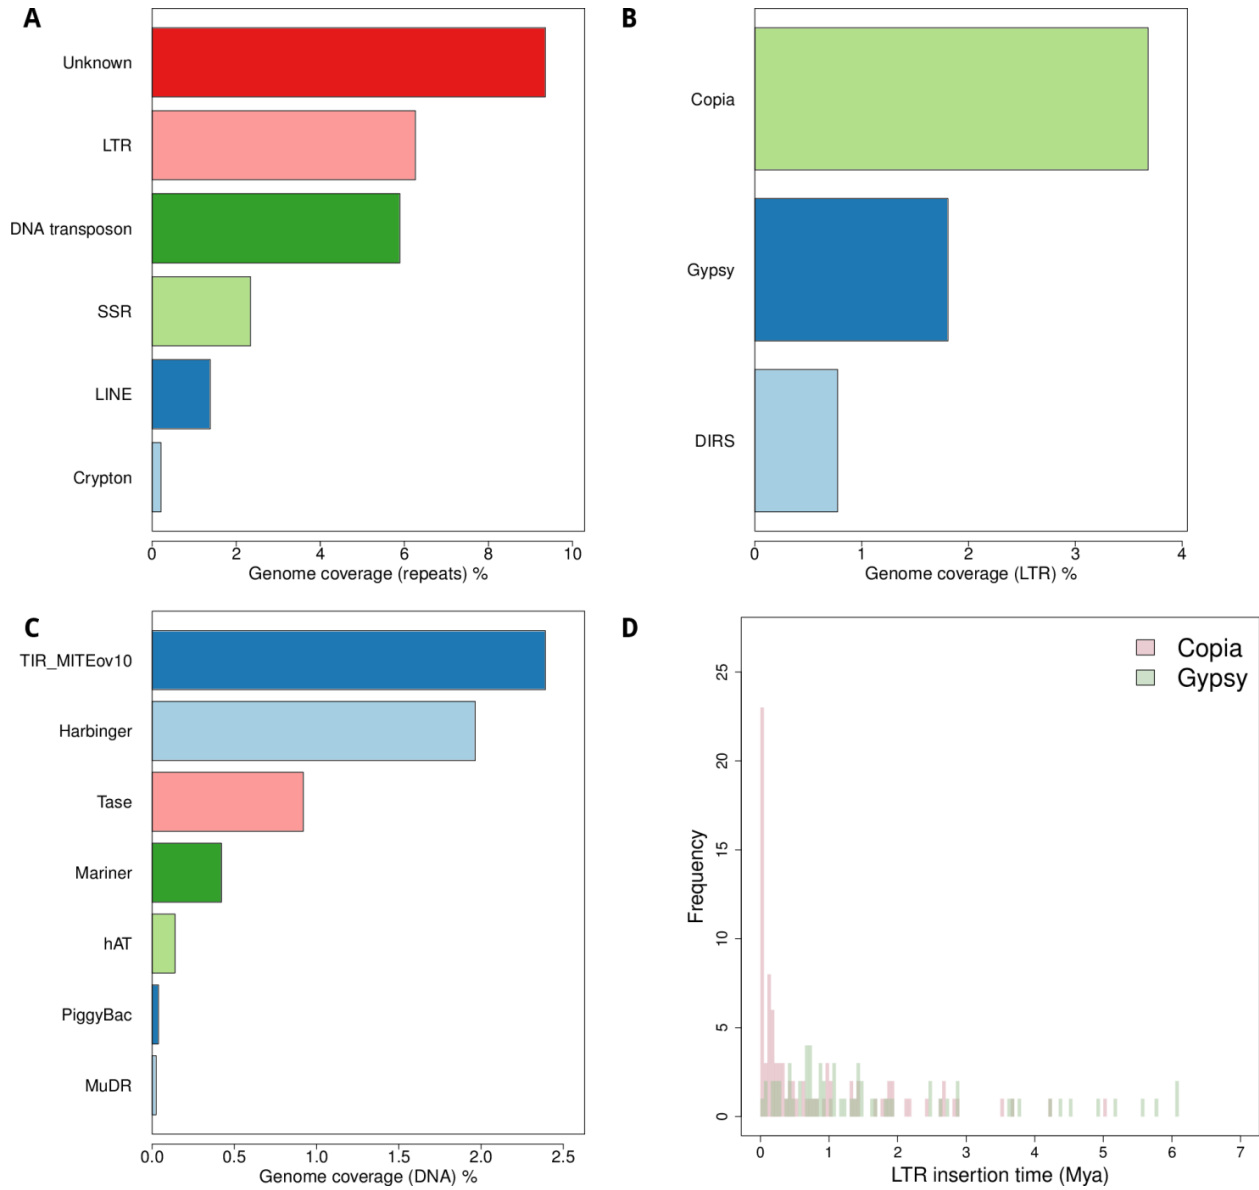 A
Unknown
LTR
DNA transposon
SSR
LINE
Crypton
0 2 4 6 8 10
Genome coverage (repeats) %
B
Copia
Gypsy
DIRS
0 1 2 3 4
Genome coverage (LTR) %
C
TIR_MITEov10
Harbinger
Tase
Mariner
hAT
PiggyBac
MuDR
0.0 0.5 1.0 1.5 2.0 2.5
Genome coverage (DNA) %
D
Copia
Gypsy
25
20
15
10
5
0
Frequency
0 1 2 3 4 5 6 7
LTR insertion time (Mya)